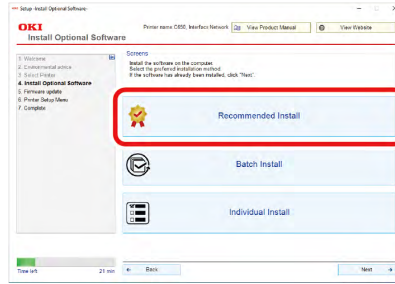 Setup -Install Optional Software-
OKI
Install Optional Software
Printer name C650, Interface Network
View Product Manual
View Website
1. Welcome
2. Environmental advice
3. Select Printer
4. Install Optional Software
5. Firmware update
6. Printer Setup Menu
7. Complete
Screens
Install the software on the computer.
Select the preferred installation method.
If the software has already been installed, click "Next".
Recommended Install
Batch Install
Individual Install
Time left
21 min
Back
Next